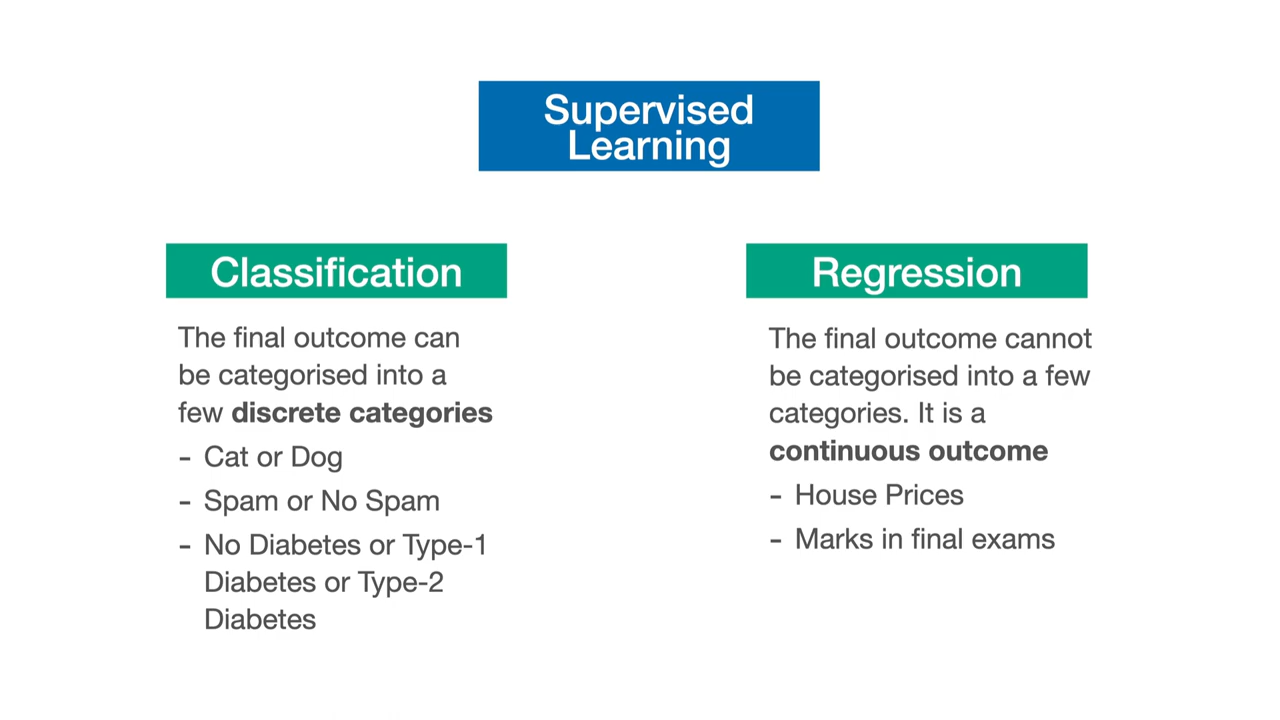 Supervised
Learning
Classification
The final outcome can
be categorised into a
few discrete categories
- Cat or Dog
- Spam or No Spam
- No Diabetes or Type-1
Diabetes or Type-2
Diabetes
Regression
The final outcome cannot
be categorised into a few
categories. It is a
continuous outcome
- House Prices
- Marks in final exams